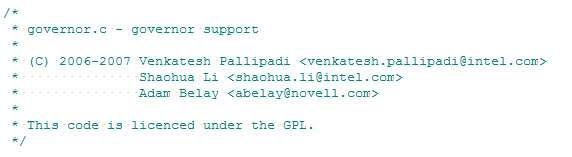 /*
 * governor.c - governor support
 *
 * (C) 2006-2007 Venkatesh Pallipadi <venkatesh.pallipadi@intel.com>
 *               Shaohua Li <shaohua.li@intel.com>
 *               Adam Belay <abelay@novell.com>
 *
 * This code is licenced under the GPL.
 */